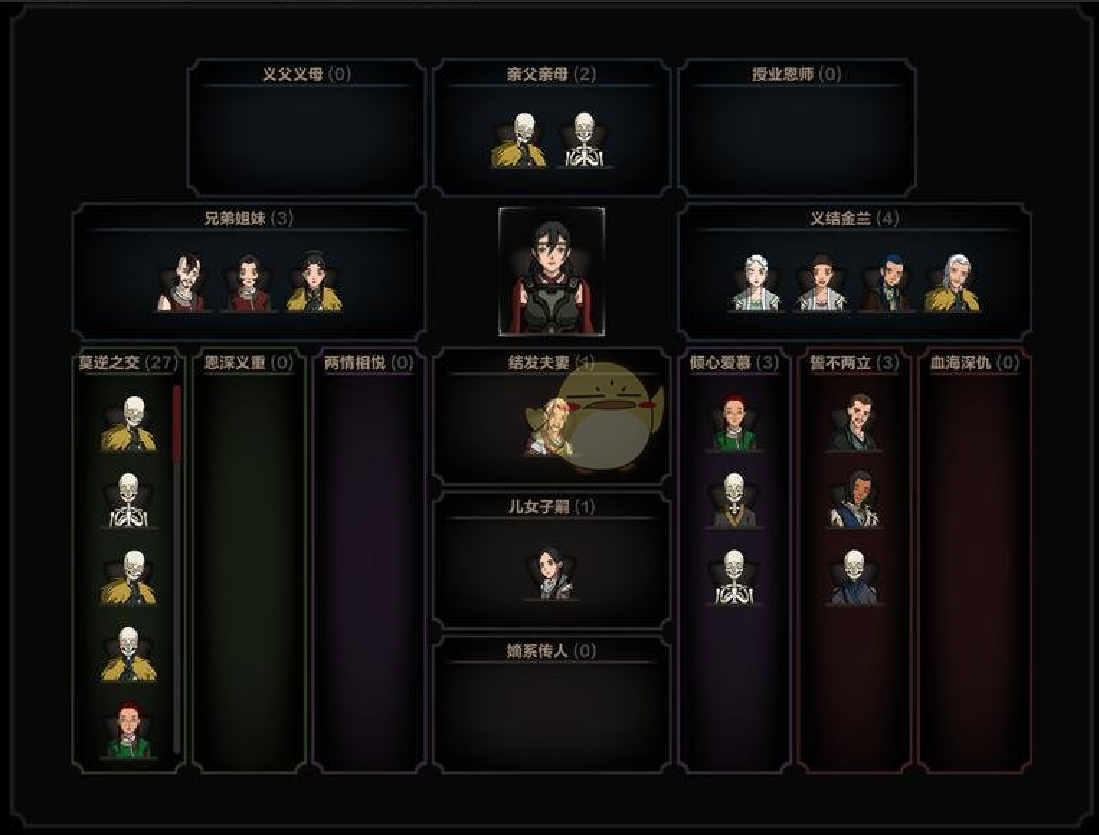 义父义母 (0)
亲父亲母 (2)
授业恩师 (0)
兄弟姐妹 (3)
义结金兰 (4)
莫逆之交 (27)
恩深义重 (0)
两情相悦 (0)
结发夫妻 (1)
倾心爱慕 (3)
誓不两立 (3)
血海深仇 (0)
儿女子嗣 (1)
嫡系传人 (0)